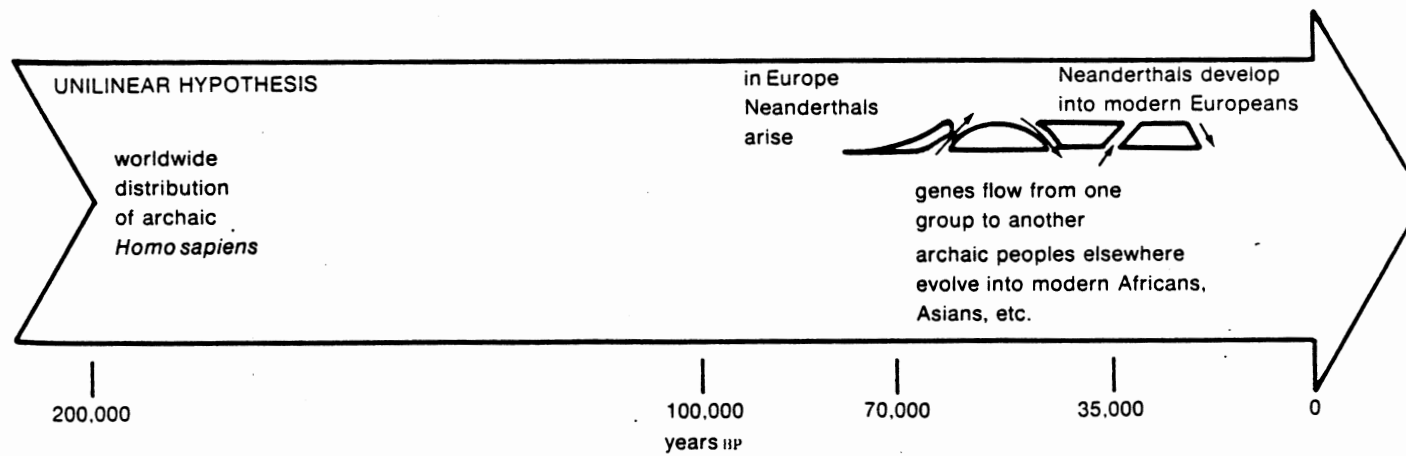 UNILINEAR HYPOTHESIS
worldwide
distribution
of archaic
Homo sapiens
in Europe
Neanderthals
arise
Neanderthals develop
into modern Europeans
genes flow from one
group to another
archaic peoples elsewhere
evolve into modern Africans,
Asians, etc.
200,000
100,000
70,000
35,000
0
years BP